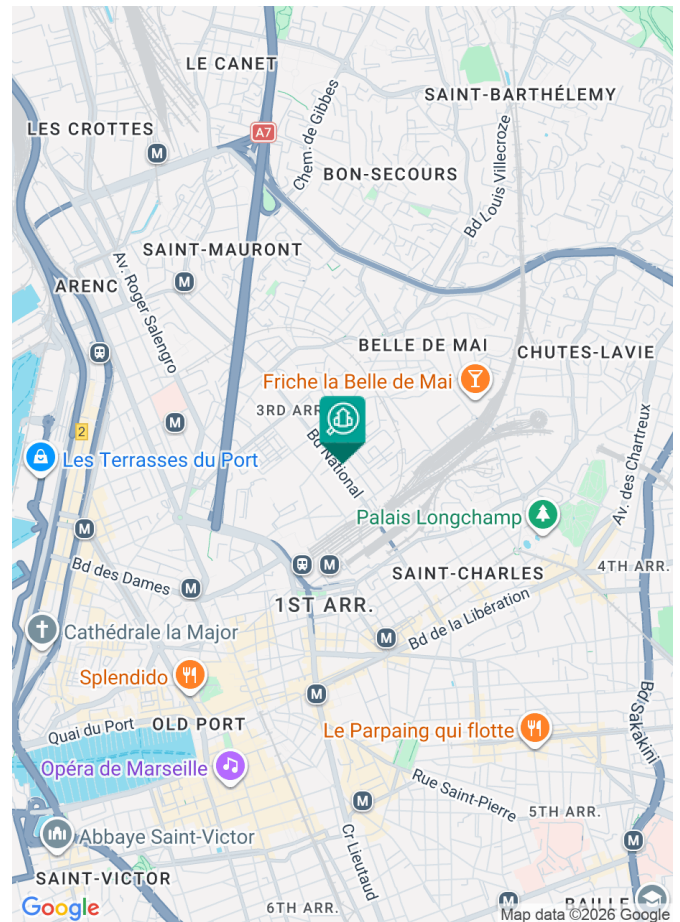 LE CANET
SAINT-BARTHÉLEMY
LES CROTTES
A7
M
Chem. de Gibbes
Bd Louis Villecroze
BON-SECOURS
SAINT-MAURONT
Av. Roger Salengro
M
ARENC
BELLE DE MAI
CHUTES-LAVIE
Friche la Belle de Mai
3RD ARR.
M
2
Bd National
Les Terrasses du Port
Av. des Chartreux
Palais Longchamp
M
M
Bd des Dames
M
SAINT-CHARLES
4TH ARR.
1ST ARR.
Bd de la Libération
Cathédrale la Major
M
Splendido
M
Bd Sakakini
Quai du Port
OLD PORT
Le Parpaing qui flotte
Opéra de Marseille
Rue Saint-Pierre
M
5TH ARR.
Cr Lieutaud
Abbaye Saint-Victor
M
SAINT-VICTOR
6TH ARR.
M
BAILLE
Google
Map data ©2026 Google